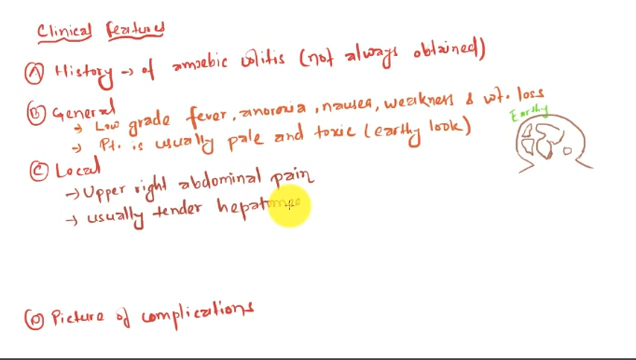 Clinical features
Ⓐ History → of amoebic colitis (not always obtained)
Ⓑ General
→ Low grade fever, anorexia, nausea, weakness & wt. loss
Earthy
→ Pt. is usually pale and toxic (earthy look)
Ⓒ Local
→ Upper right abdominal pain
→ usually tender hepatome
Ⓓ Picture of complications